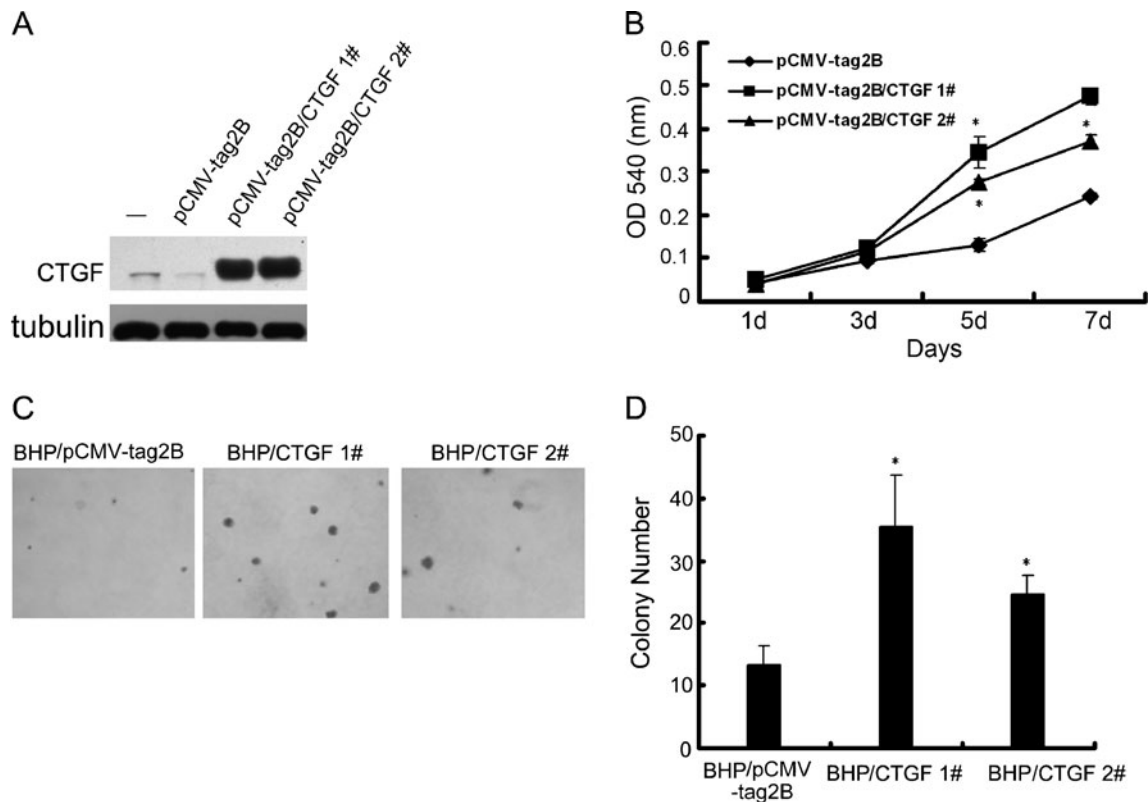 A
—
pCMV-tag2B
pCMV-tag2B/CTGF 1#
pCMV-tag2B/CTGF 2#
CTGF
tubulin
B
0.6
0.5
0.4
0.3
0.2
0.1
0
OD 540 (nm)
pCMV-tag2B
pCMV-tag2B/CTGF 1#
pCMV-tag2B/CTGF 2#
*
*
*
1d 3d 5d 7d
Days
C
BHP/pCMV-tag2B BHP/CTGF 1# BHP/CTGF 2#
D
50
40
30
20
10
0
Colony Number
*
*
BHP/pCMV
-tag2B
BHP/CTGF 1#
BHP/CTGF 2#